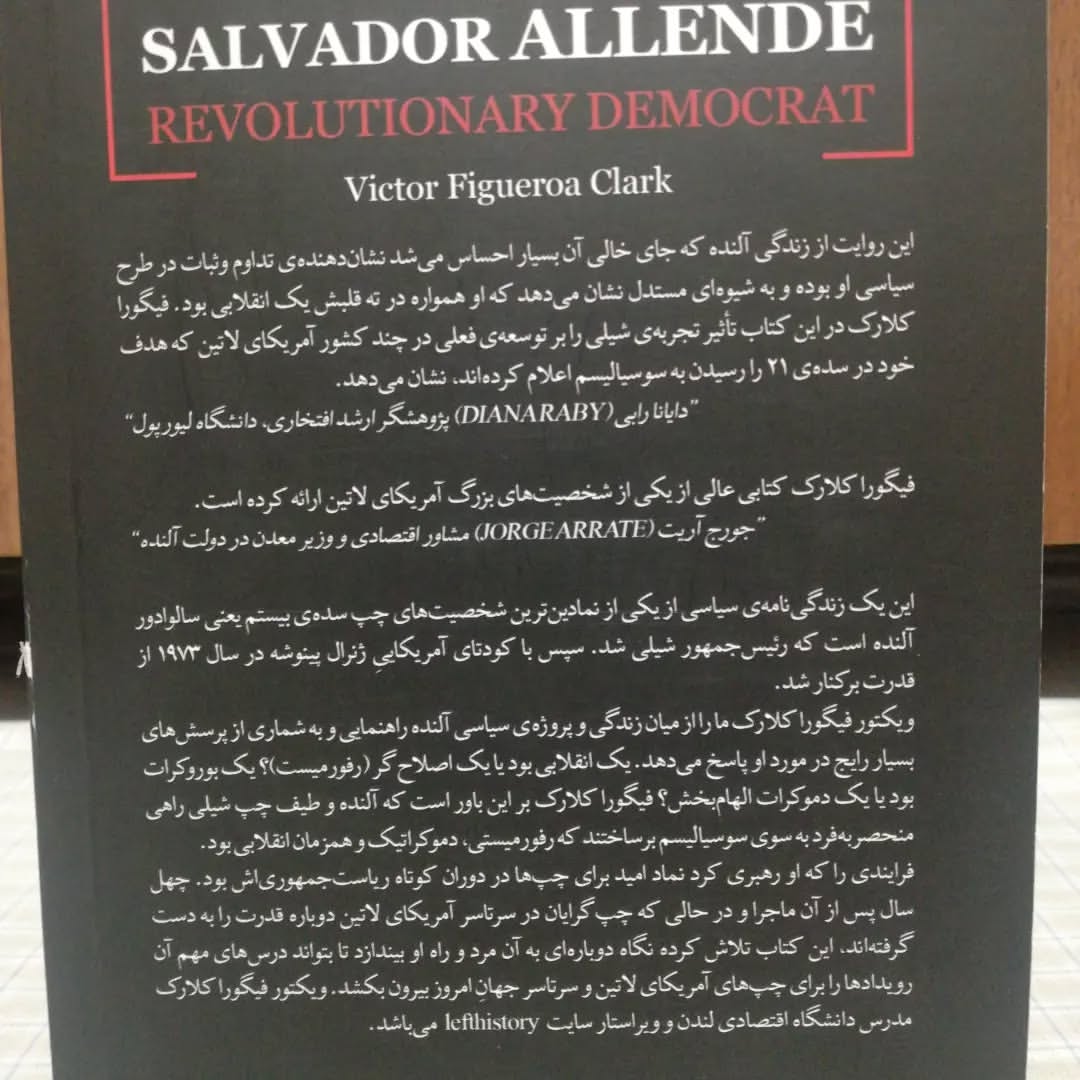 SALVADOR ALLENDE
REVOLUTIONARY DEMOCRAT
Victor Figueroa Clark
این روایت از زندگی آلنده که جای خالی آن بسیار احساس می‌شد نشان‌دهنده‌ی تداوم وثبات در طرح
سیاسی او بوده و به شیوه‌ای مستدل نشان می‌دهد که او همواره در ته قلبش یک انقلابی بود. فیگورا
کلارک در این کتاب تأثیر تجربه‌ی شیلی را بر توسعه‌ی فعلی در چند کشور آمریکای لاتین که هدف
خود در سده‌ی ۲۱ را رسیدن به سوسیالیسم اعلام کرده‌اند، نشان می‌دهد.
"دایانا رابی (DIANARABY) پژوهشگر ارشد افتخاری، دانشگاه لیورپول"
فیگورا کلارک کتابی عالی از یکی از شخصیت‌های بزرگ آمریکای لاتین ارائه کرده است.
"جورج آریت (JORGEARRATE) مشاور اقتصادی و وزیر معدن در دولت آلنده"
این یک زندگی‌نامه‌ی سیاسی از یکی از نمادین‌ترین شخصیت‌های چپ سده‌ی بیستم یعنی سالوادور
آلنده است که رئیس‌جمهور شیلی شد. سپس با کودتای آمریکاییِ ژنرال پینوشه در سال ۱۹۷۳ از
قدرت برکنار شد.
ویکتور فیگورا کلارک ما را از میان زندگی و پروژه‌ی سیاسی آلنده راهنمایی و به شماری از پرسش‌های
بسیار رایج در مورد او پاسخ می‌دهد. یک انقلابی بود یا یک اصلاح‌گر (رفورمیست)؟ یک بوروکرات
بود یا یک دموکرات الهام‌بخش؟ فیگورا کلارک بر این باور است که آلنده و طیف چپ شیلی راهی
منحصربه‌فرد به سوی سوسیالیسم برساختند که رفورمیستی، دموکراتیک و همزمان انقلابی بود.
فرایندی را که او رهبری کرد نماد امید برای چپ‌ها در دوران کوتاه ریاست‌جمهوری‌اش بود. چهل
سال پس از آن ماجرا و در حالی که چپ‌گرایان در سرتاسر آمریکای لاتین دوباره قدرت را به دست
گرفته‌اند، این کتاب تلاش کرده نگاه دوباره‌ای به آن مرد و راه او بیندازد تا بتواند درس‌های مهم آن
رویدادها را برای چپ‌های آمریکای لاتین و سرتاسر جهانِ امروز بیرون بکشد. ویکتور فیگورا کلارک
مدرس دانشگاه اقتصادی لندن و ویراستار سایت lefthistory می‌باشد.